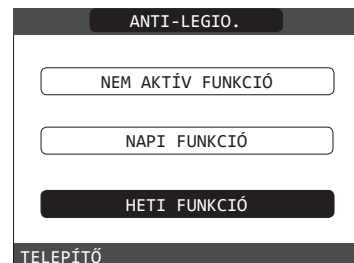 ANTI-LEGIO.
NEM AKTÍV FUNKCIÓ
NAPI FUNKCIÓ
HETI FUNKCIÓ
TELEPÍTŐ